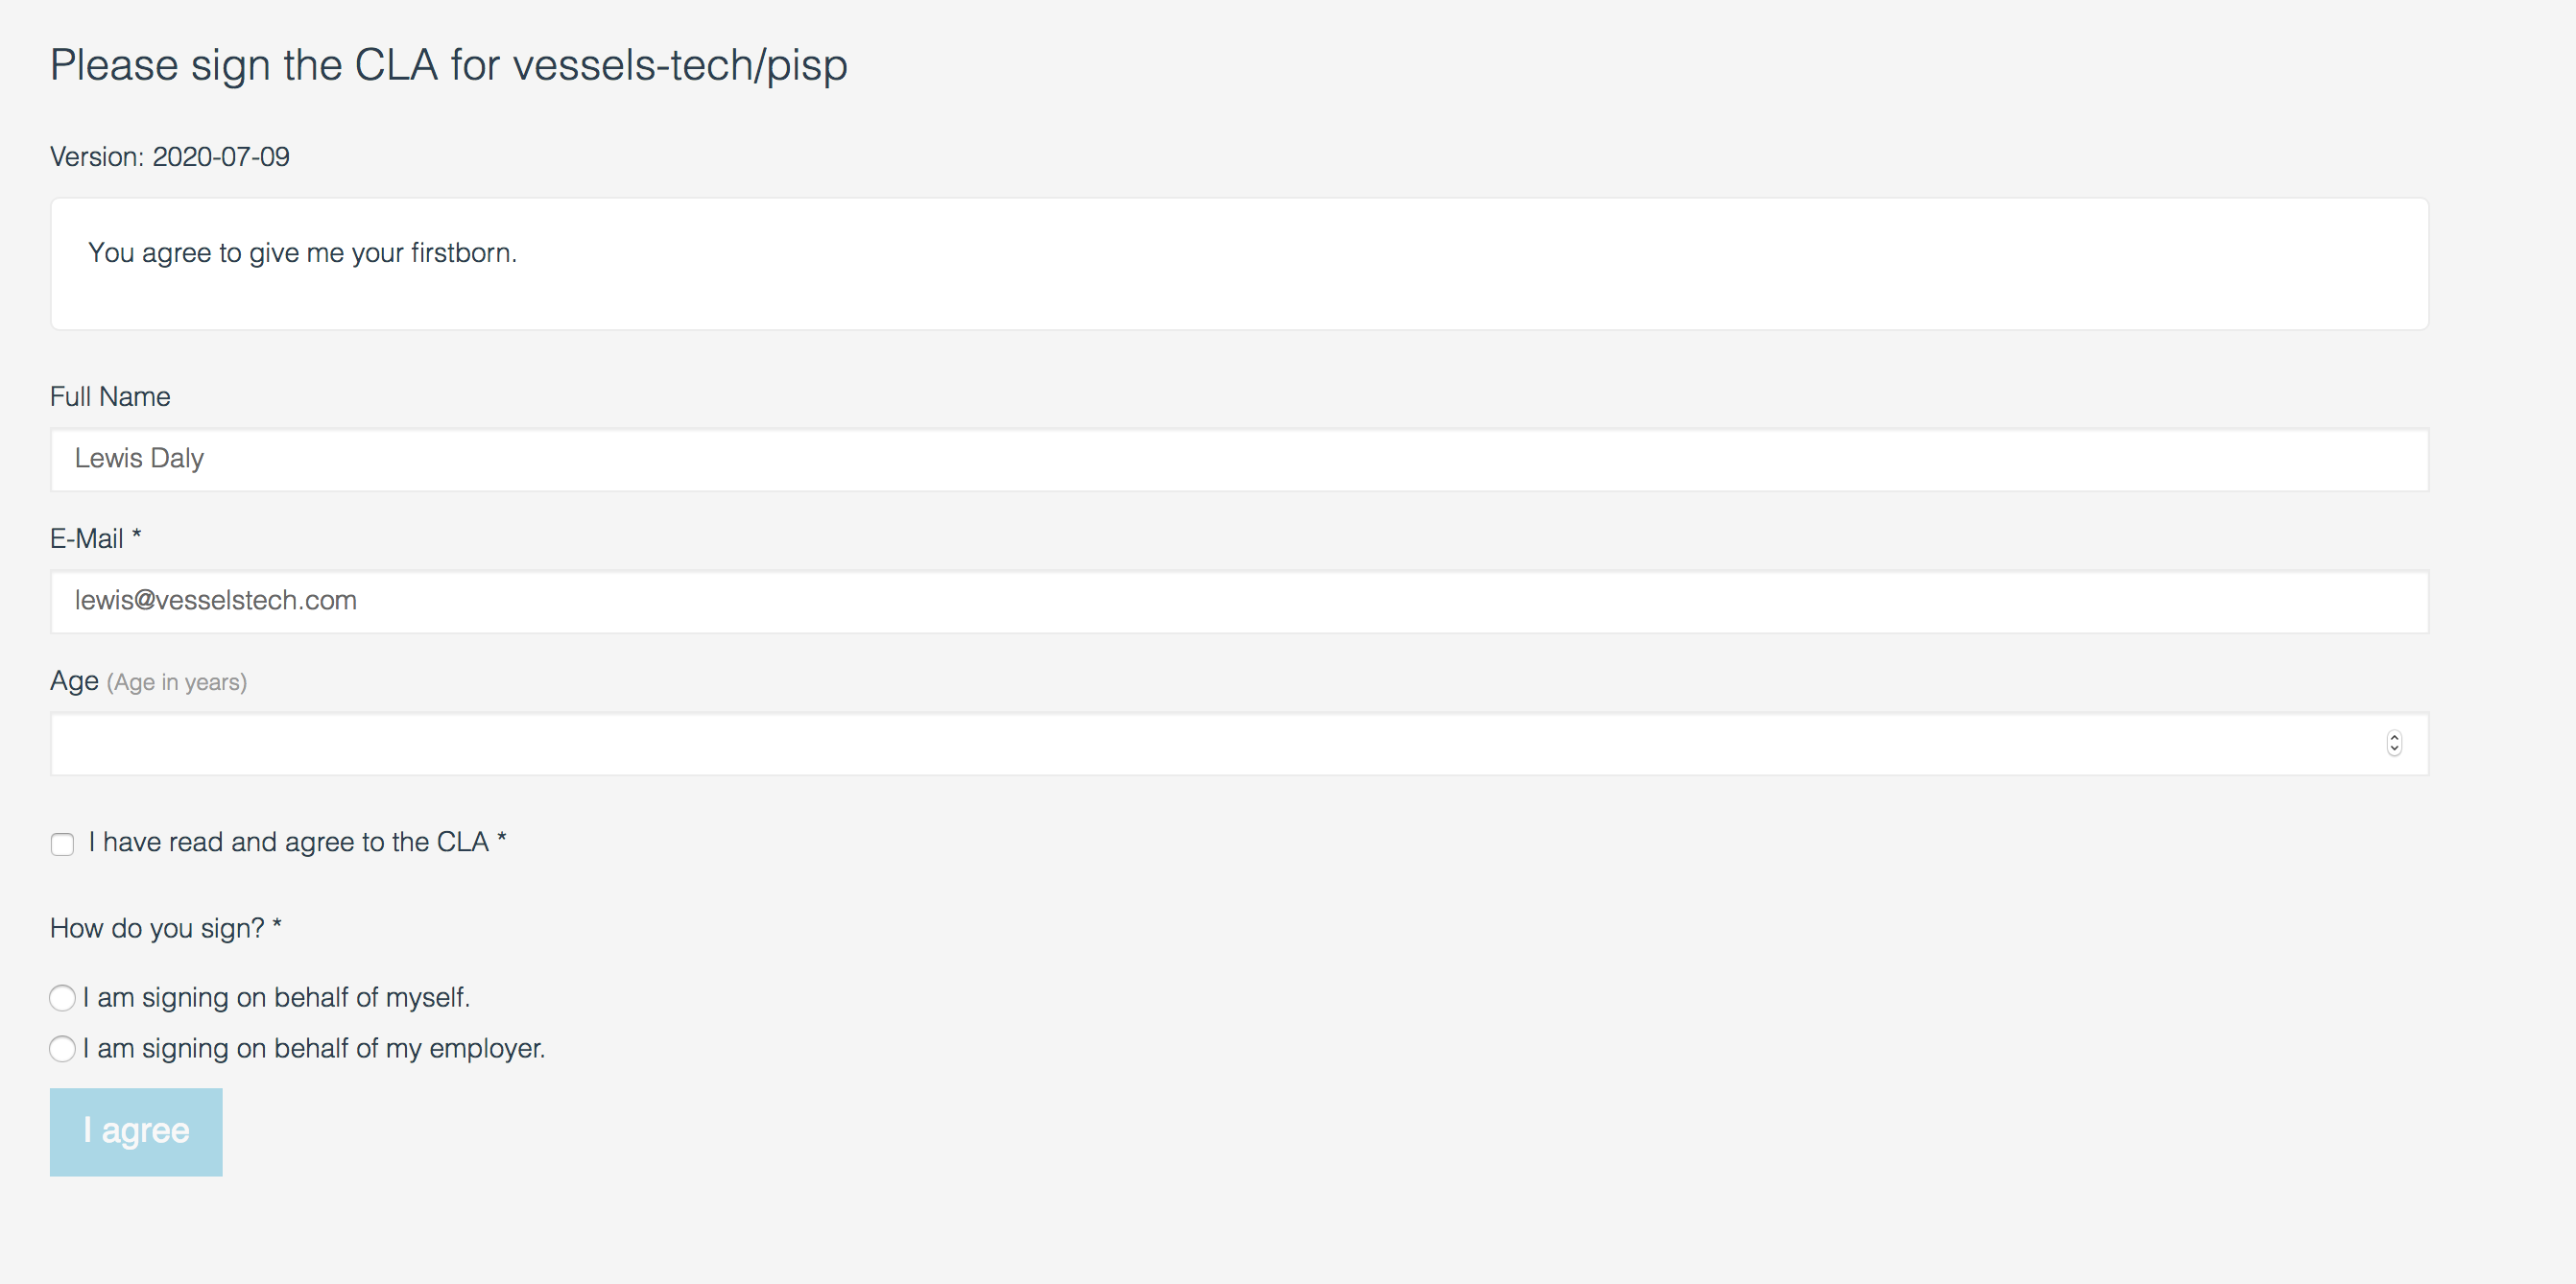 Please sign the CLA for vessels-tech/pisp
Version: 2020-07-09
You agree to give me your firstborn.
Full Name
Lewis Daly
E-Mail *
lewis@vesselstech.com
Age (Age in years)
I have read and agree to the CLA *
How do you sign? *
I am signing on behalf of myself.
I am signing on behalf of my employer.
I agree